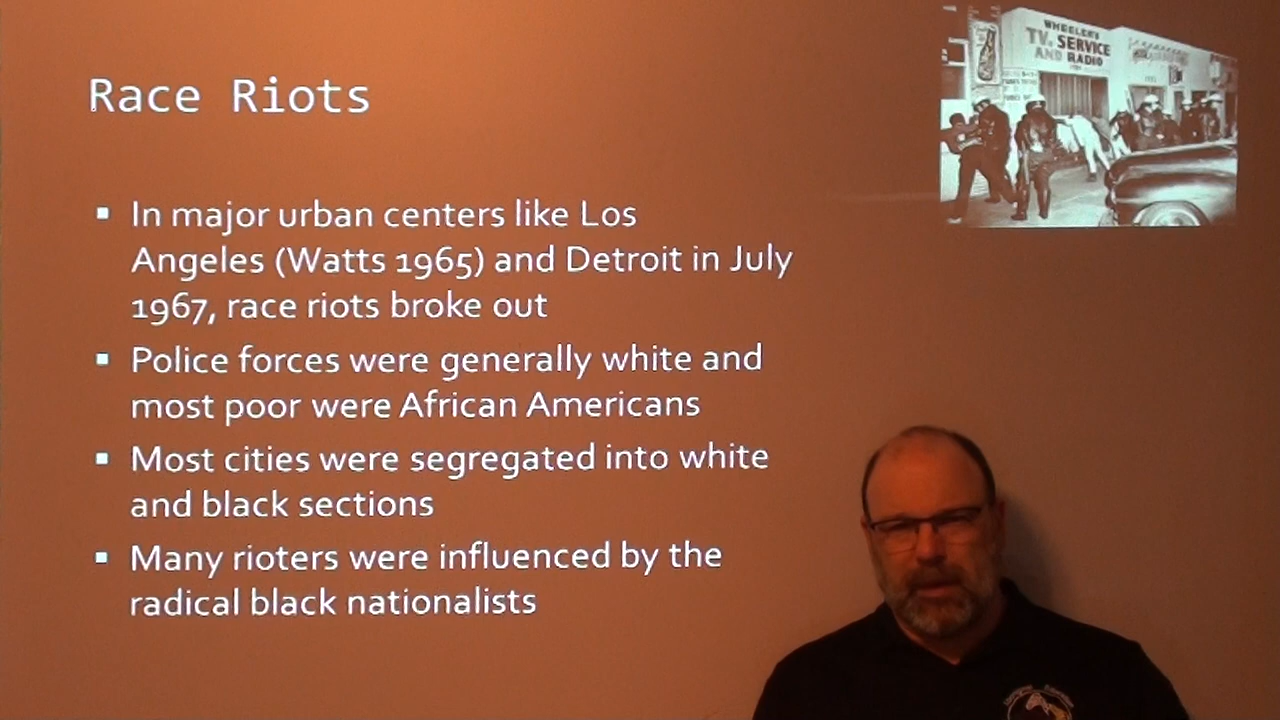 Race Riots
In major urban centers like Los
Angeles (Watts 1965) and Detroit in July
1967, race riots broke out
Police forces were generally white and
most poor were African Americans
Most cities were segregated into white
and black sections
Many rioters were influenced by the
radical black nationalists
WHEELER'S
TV. SERVICE
AND RADIO